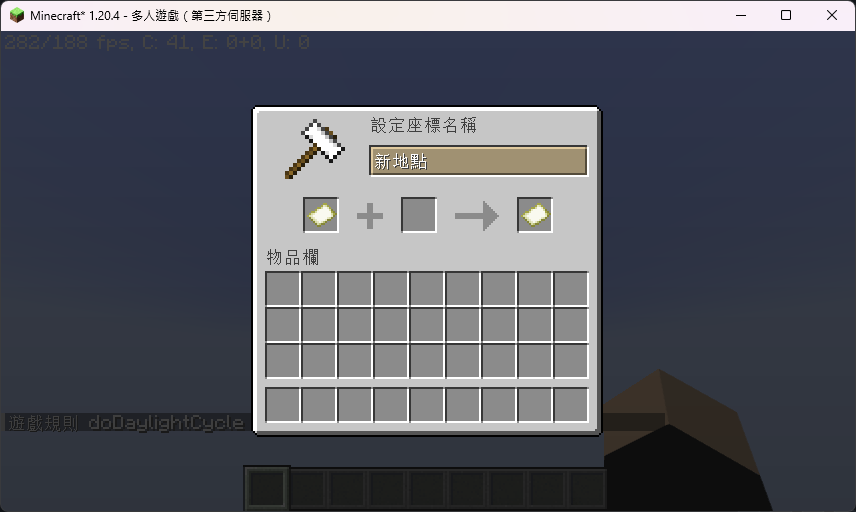 Minecraft* 1.20.4 - 多人遊戲（第三方伺服器）
282/188 fps, C: 41, E: 0+0, U: 0
設定座標名稱
新地點
物品欄
遊戲規則 doDaylightCycle